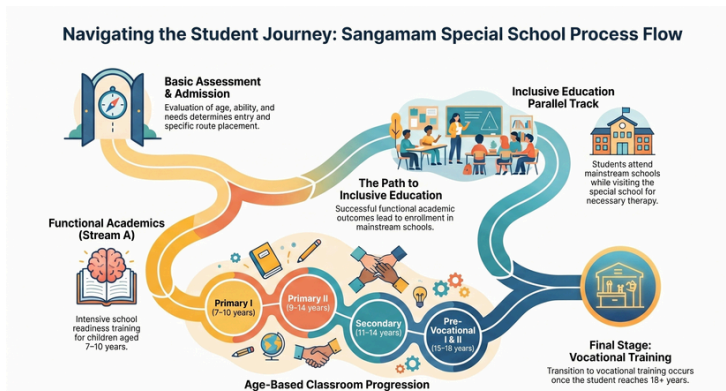 Navigating the Student Journey: Sangamam Special School Process Flow
Basic Assessment
& Admission
Evaluation of age, ability, and
needs determines entry and
specific route placement.
Inclusive Education
Parallel Track
Students attend
mainstream schools
while visiting the
special school for
necessary therapy.
The Path to
Inclusive Education
Successful functional academic
outcomes lead to enrollment in
mainstream schools.
Functional Academics
(Stream A)
Intensive school
readiness training
for children aged
7-10 years.
Primary I
(7-10 years)
Primary II
(9-14 years)
Secondary
(11-14 years)
Pre-
Vocational
I & II
(15-18 years)
Age-Based Classroom Progression
Final Stage:
Vocational Training
Transition to vocational training occurs
once the student reaches 18+ years.